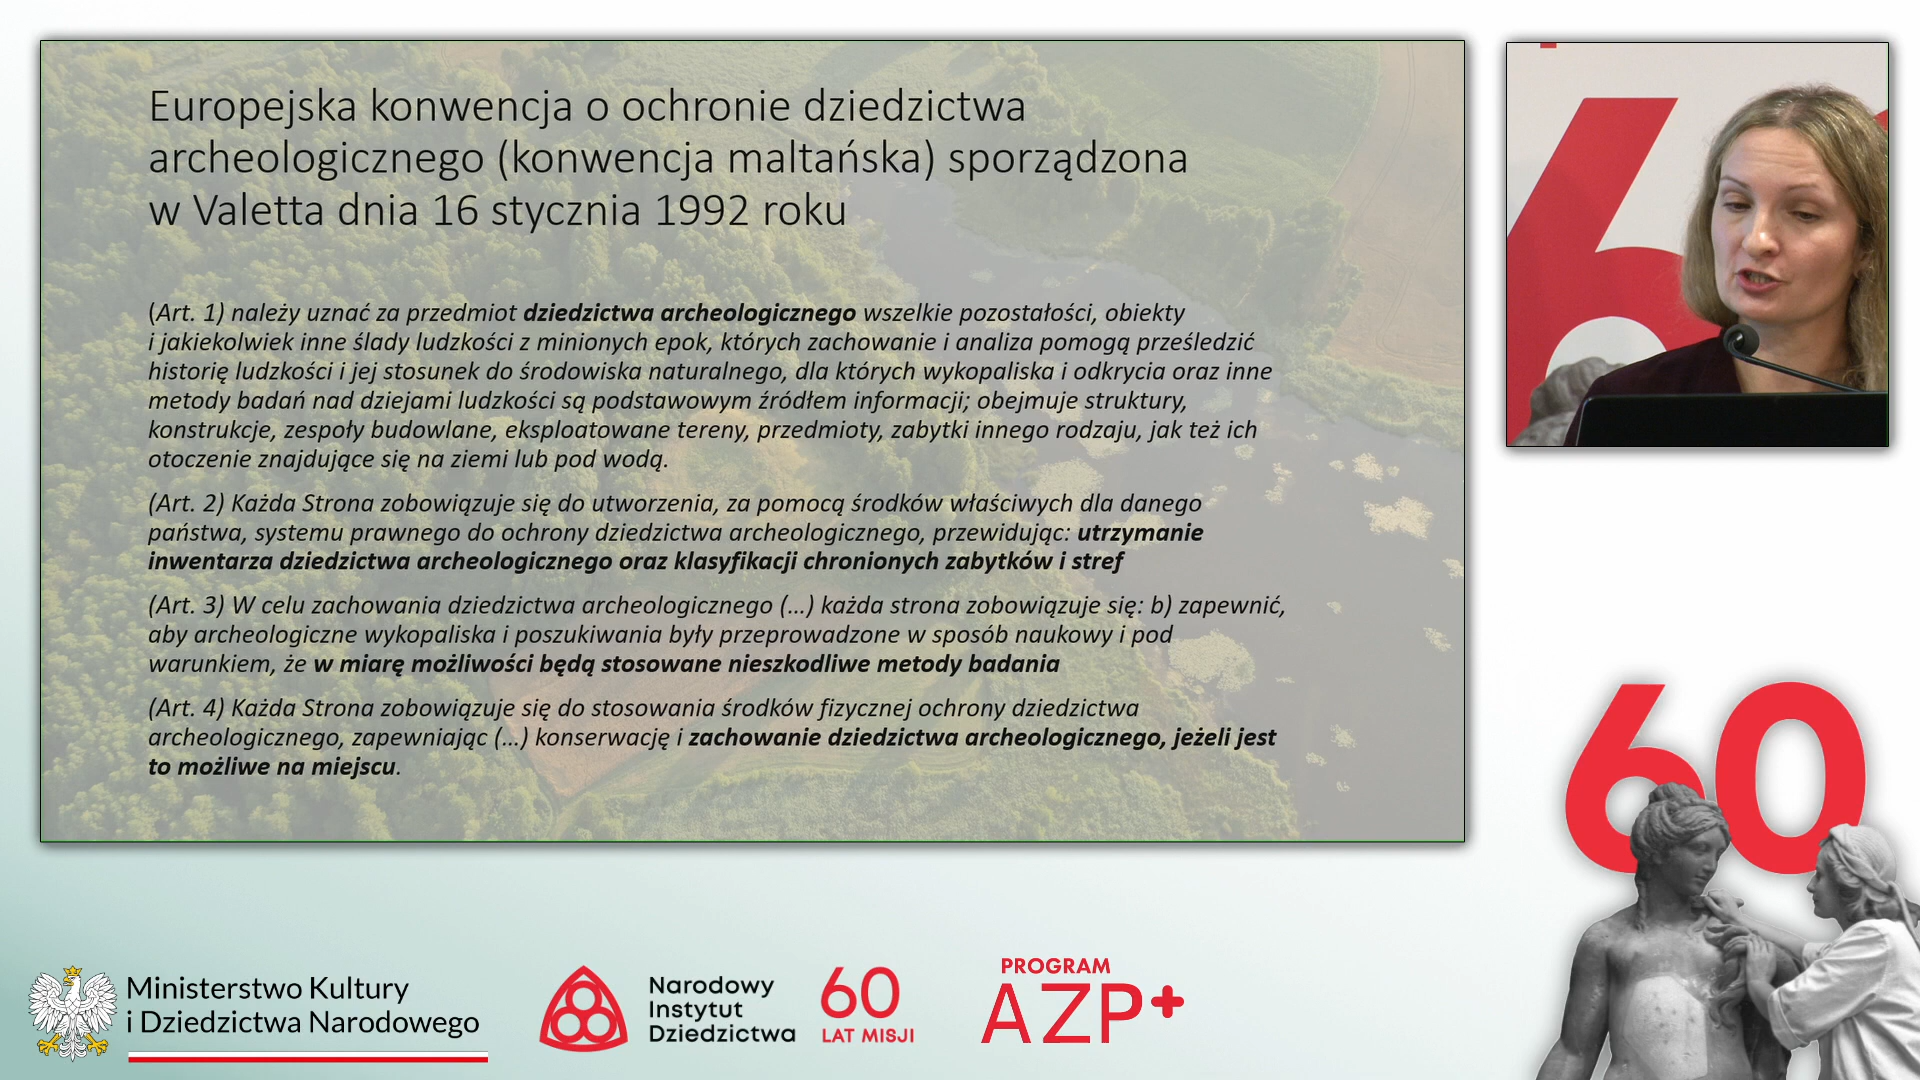 Europejska konwencja o ochronie dziedzictwa
archeologicznego (konwencja maltańska) sporządzona
w Valetta dnia 16 stycznia 1992 roku
(Art. 1) należy uznać za przedmiot dziedzictwa archeologicznego wszelkie pozostałości, obiekty
i jakiekolwiek inne ślady ludzkości z minionych epok, których zachowanie i analiza pomogą prześledzić
historię ludzkości i jej stosunek do środowiska naturalnego, dla których wykopaliska i odkrycia oraz inne
metody badań nad dziejami ludzkości są podstawowym źródłem informacji; obejmuje struktury,
konstrukcje, zespoły budowlane, eksploatowane tereny, przedmioty, zabytki innego rodzaju, jak też ich
otoczenie znajdujące się na ziemi lub pod wodą.
(Art. 2) Każda Strona zobowiązuje się do utworzenia, za pomocą środków właściwych dla danego
państwa, systemu prawnego do ochrony dziedzictwa archeologicznego, przewidując: utrzymanie
inwentarza dziedzictwa archeologicznego oraz klasyfikacji chronionych zabytków i stref
(Art. 3) W celu zachowania dziedzictwa archeologicznego (...) każda strona zobowiązuje się: b) zapewnić,
aby archeologiczne wykopaliska i poszukiwania były przeprowadzone w sposób naukowy i pod
warunkiem, że w miarę możliwości będą stosowane nieszkodliwe metody badania
(Art. 4) Każda Strona zobowiązuje się do stosowania środków fizycznej ochrony dziedzictwa
archeologicznego, zapewniając (...) konserwację i zachowanie dziedzictwa archeologicznego, jeżeli jest
to możliwe na miejscu.
6
60
Ministerstwo Kultury
i Dziedzictwa Narodowego
Narodowy
Instytut
Dziedzictwa
60
LAT MISJI
PROGRAM
AZP+